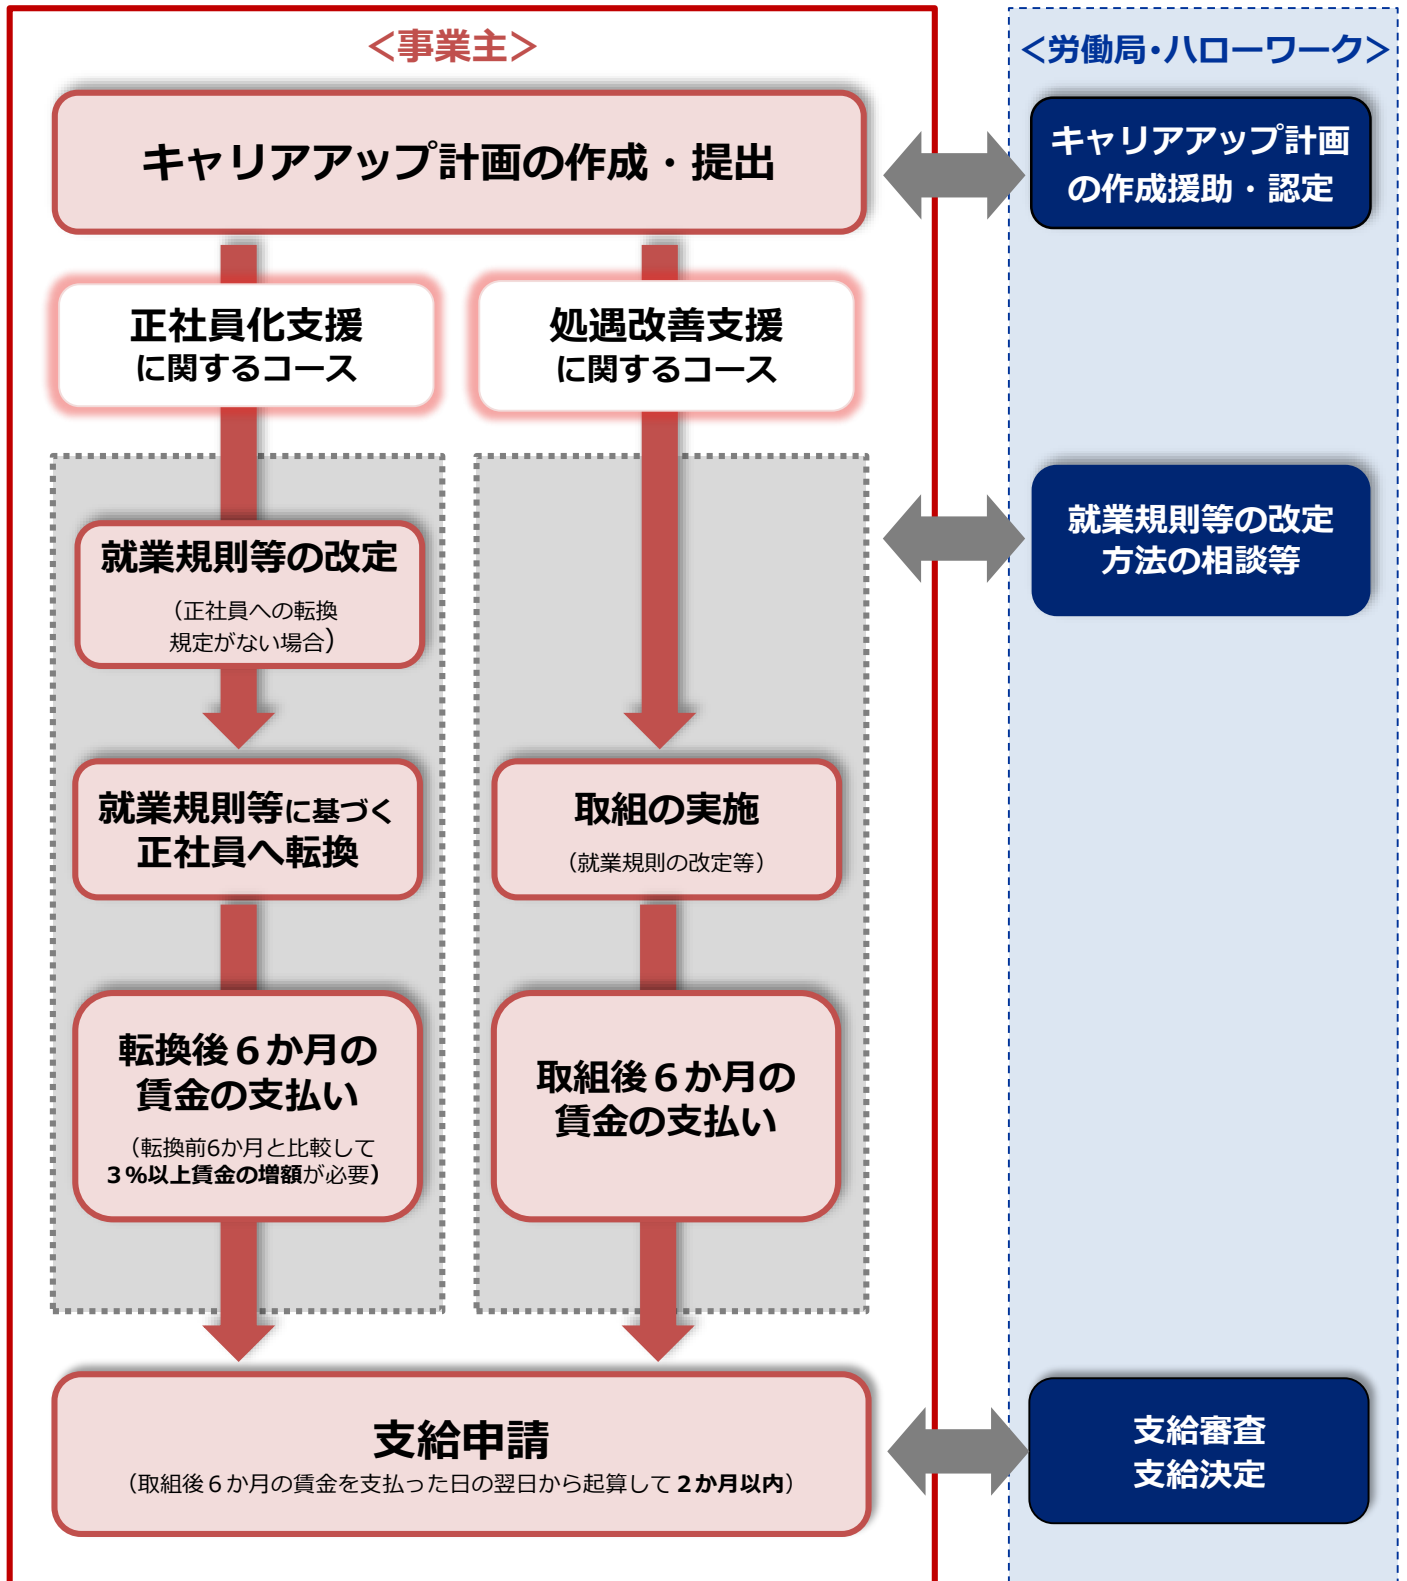 ＜事業主＞
＜労働局・ハローワーク＞
キャリアアップ計画の作成・提出
キャリアアップ計画
の作成援助・認定
正社員化支援
に関するコース
処遇改善支援
に関するコース
就業規則等の改定
（正社員への転換
規定がない場合）
就業規則等の改定
方法の相談等
就業規則等に基づく
正社員へ転換
取組の実施
（就業規則の改定等）
転換後６か月の
賃金の支払い
（転換前6か月と比較して
３％以上賃金の増額が必要）
取組後６か月の
賃金の支払い
支給申請
（取組後６か月の賃金を支払った日の翌日から起算して２か月以内）
支給審査
支給決定